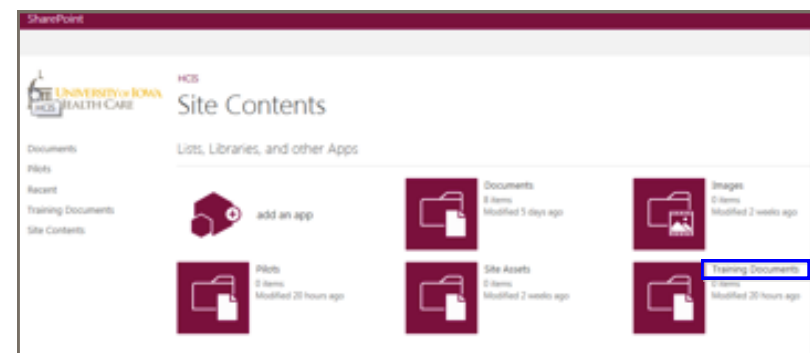 SharePoint
UNIVERSITY OF IOWA
HEALTH CARE
HCIS
HCIS
Site Contents
Documents
Pilots
Recent
Training Documents
Site Contents
Lists, Libraries, and other Apps
add an app
Documents
8 items
Modified 5 days ago
Images
0 items
Modified 2 weeks ago
Pilots
0 items
Modified 20 hours ago
Site Assets
0 items
Modified 2 weeks ago
Training Documents
0 items
Modified 20 hours ago